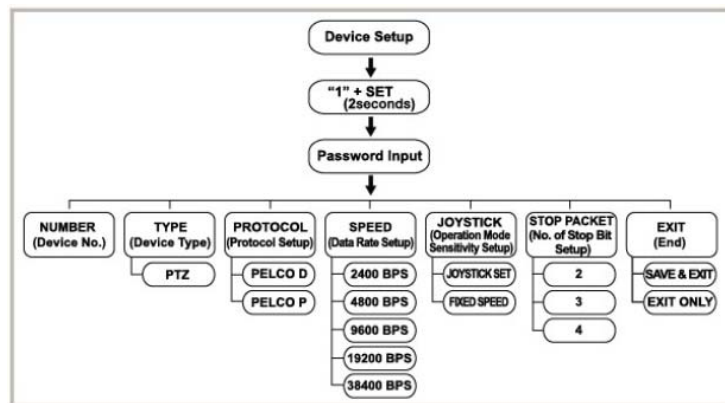 Device Setup
“1” + SET
(2seconds)
Password Input
NUMBER
(Device No.)
TYPE
(Device Type)
PTZ
PROTOCOL
(Protocol Setup)
PELCO D
PELCO P
SPEED
(Data Rate Setup)
2400 BPS
4800 BPS
9600 BPS
19200 BPS
38400 BPS
JOYSTICK
(Operation Mode
Sensitivity Setup)
JOYSTICK SET
FIXED SPEED
STOP PACKET
(No. of Stop Bit
Setup)
2
3
4
EXIT
(End)
SAVE & EXIT
EXIT ONLY